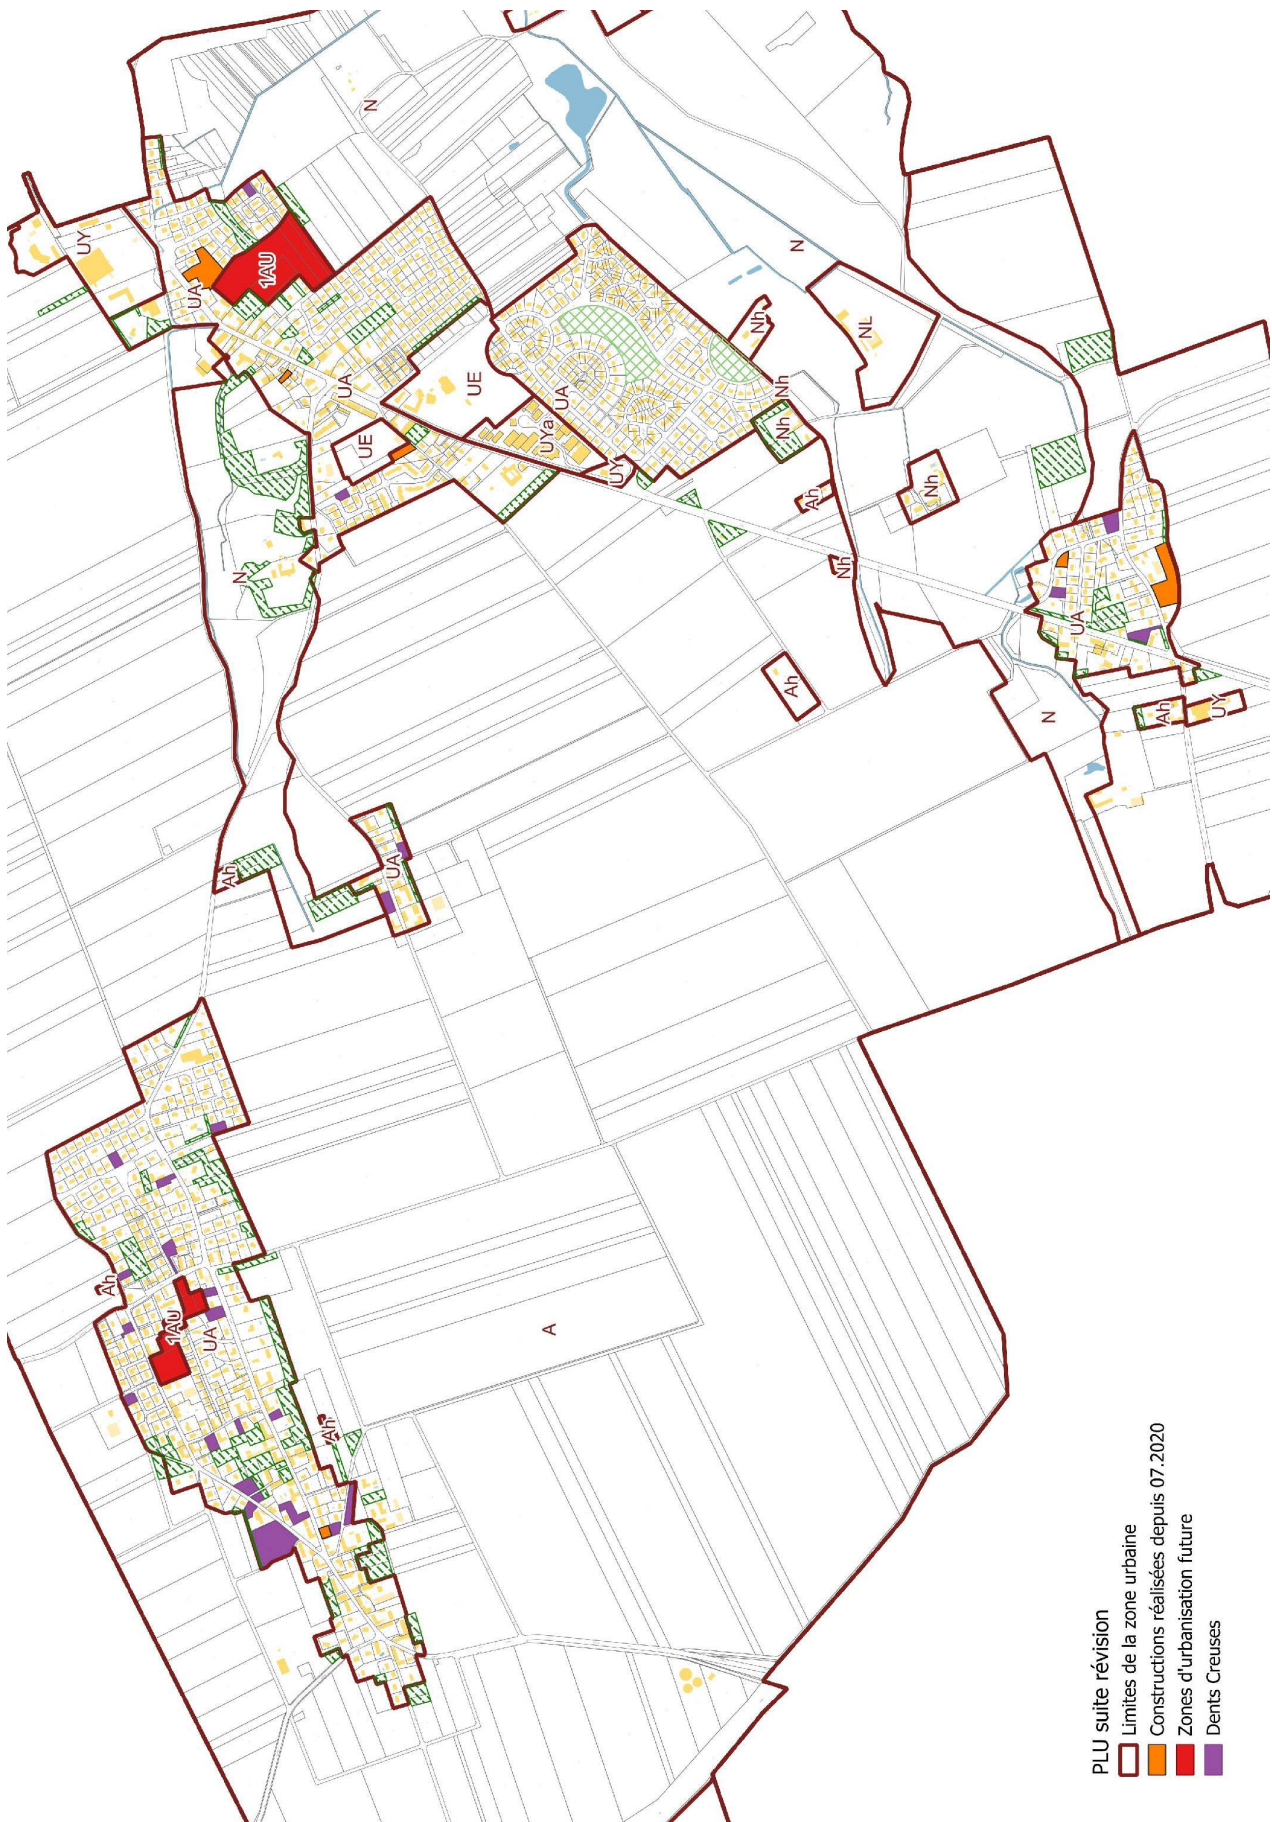 PLU suite révision
Limites de la zone urbaine
Constructions réalisées depuis 07.2020
Zones d'urbanisation future
Dents Creuses
Ah
1AU
UA
Ah
A
Ah
UA
N
UY
UA
1AU
N
UA
UE
UE
UYa
UA
UY
Nh
Nh
Nh
NL
N
Ah
Nh
Nh
Ah
UA
N
Ah
UY